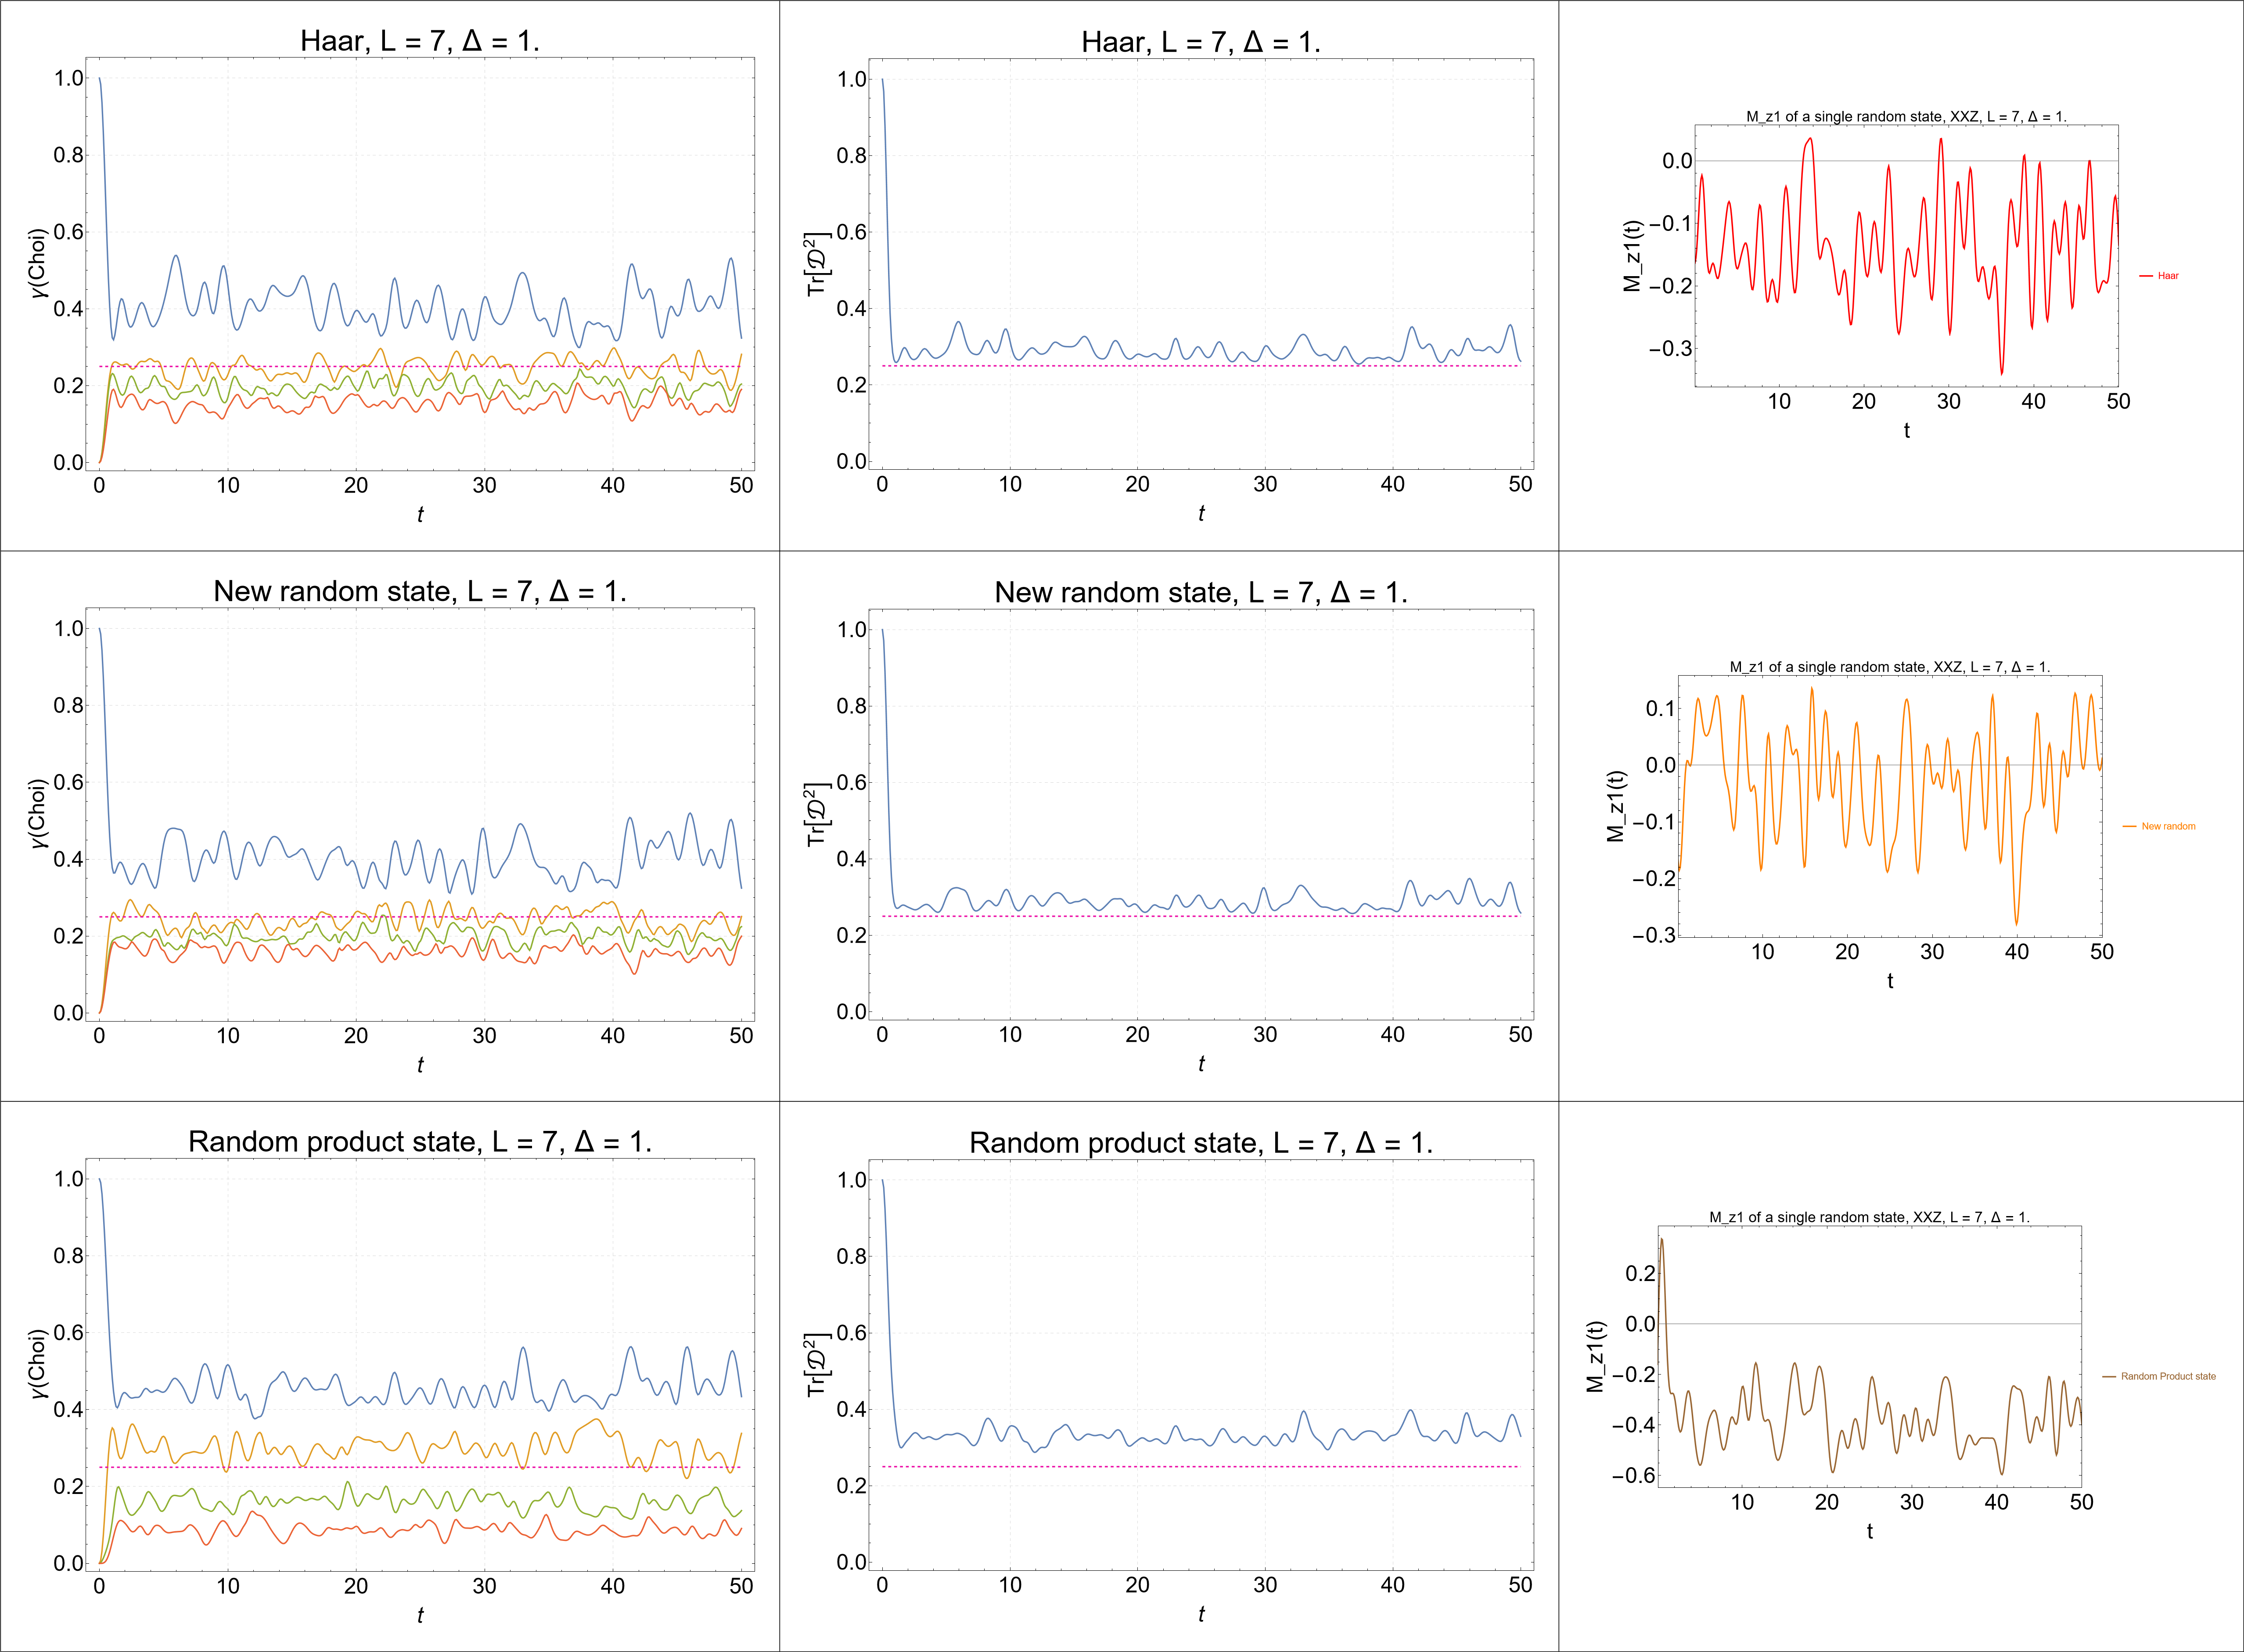 Haar, L = 7, Δ = 1.
γ(Choi)
1.0
0.8
0.6
0.4
0.2
0.0
0 10 20 30 40 50
t
Haar, L = 7, Δ = 1.
Tr[𝒟²]
1.0
0.8
0.6
0.4
0.2
0.0
0 10 20 30 40 50
t
M_z1 of a single random state, XXZ, L = 7, Δ = 1.
M_z1(t)
0.0
−0.1
−0.2
−0.3
10 20 30 40 50
t
Haar
New random state, L = 7, Δ = 1.
γ(Choi)
1.0
0.8
0.6
0.4
0.2
0.0
0 10 20 30 40 50
t
New random state, L = 7, Δ = 1.
Tr[𝒟²]
1.0
0.8
0.6
0.4
0.2
0.0
0 10 20 30 40 50
t
M_z1 of a single random state, XXZ, L = 7, Δ = 1.
M_z1(t)
0.1
0.0
−0.1
−0.2
−0.3
10 20 30 40 50
t
New random
Random product state, L = 7, Δ = 1.
γ(Choi)
1.0
0.8
0.6
0.4
0.2
0.0
0 10 20 30 40 50
t
Random product state, L = 7, Δ = 1.
Tr[𝒟²]
1.0
0.8
0.6
0.4
0.2
0.0
0 10 20 30 40 50
t
M_z1 of a single random state, XXZ, L = 7, Δ = 1.
M_z1(t)
0.2
0.0
−0.2
−0.4
−0.6
10 20 30 40 50
t
Random Product state